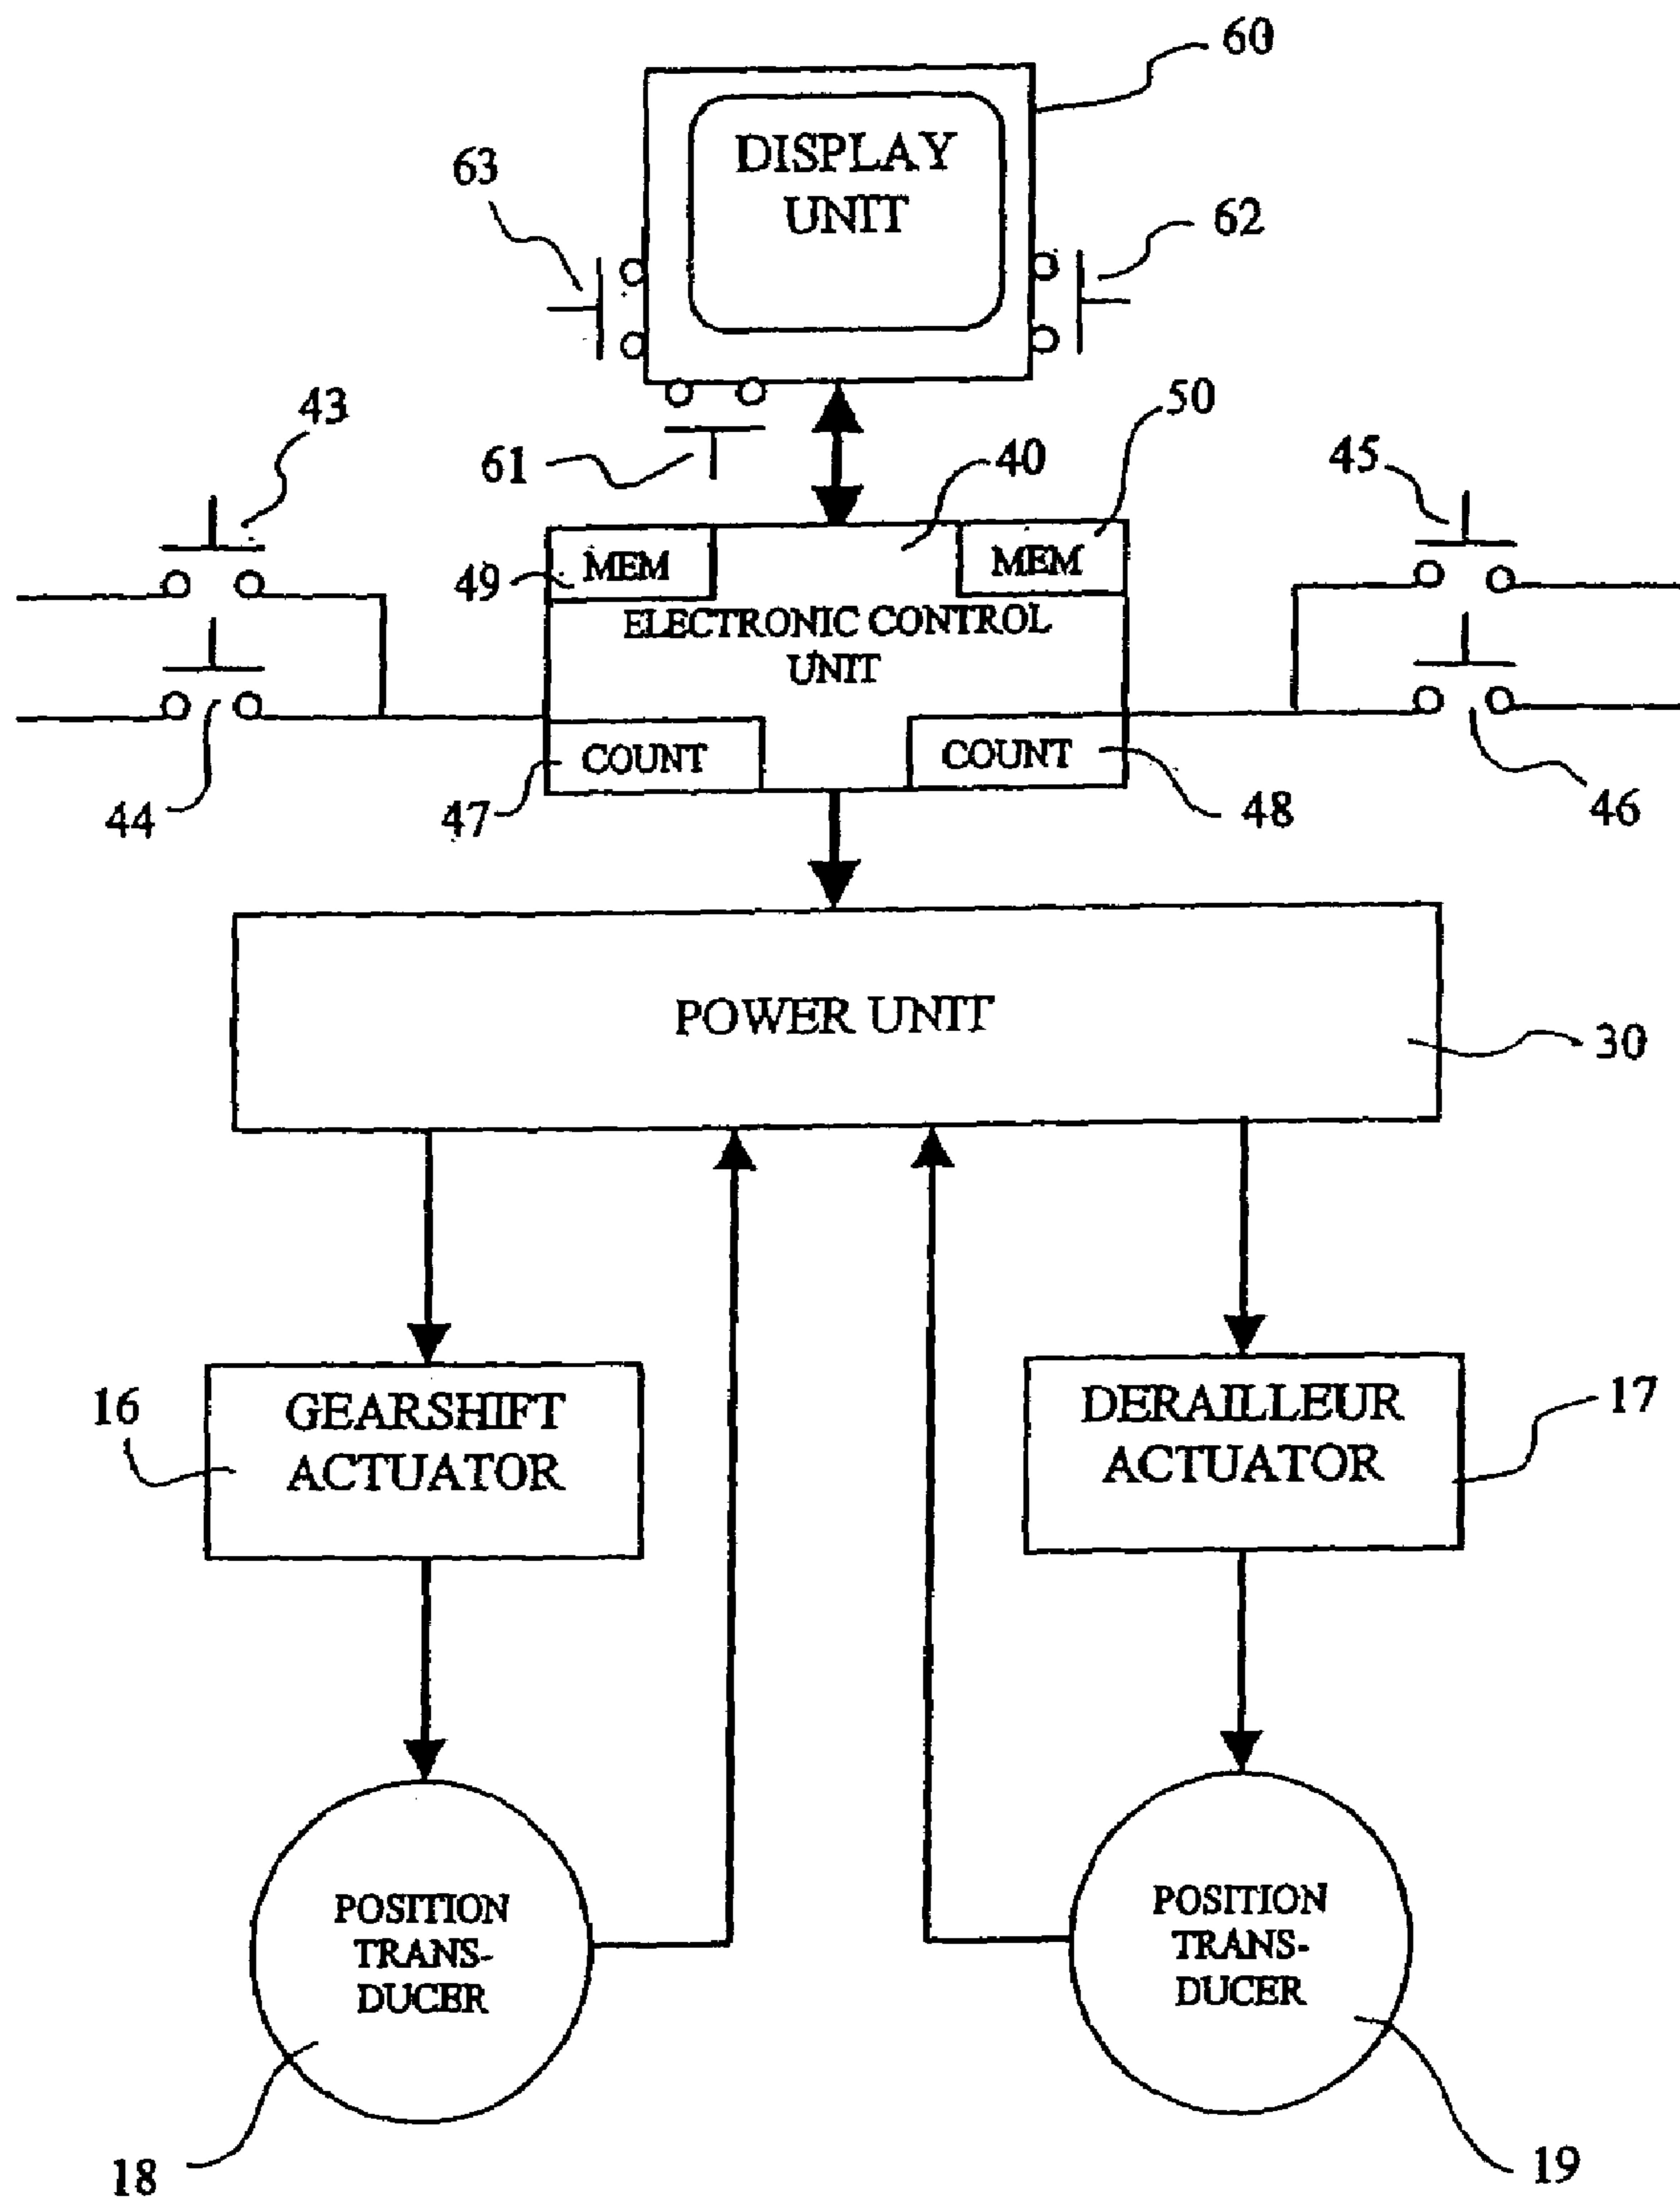 60
DISPLAY
UNIT
63
62
43
61
50
40
45
49
MEM
MEM
ELECTRONIC CONTROL
UNIT
COUNT
COUNT
44
47
48
46
POWER UNIT
30
16
GEARSHIFT
ACTUATOR
DERAILLEUR
ACTUATOR
17
POSITION
TRANS-
DUCER
POSITION
TRANS-
DUCER
18
19